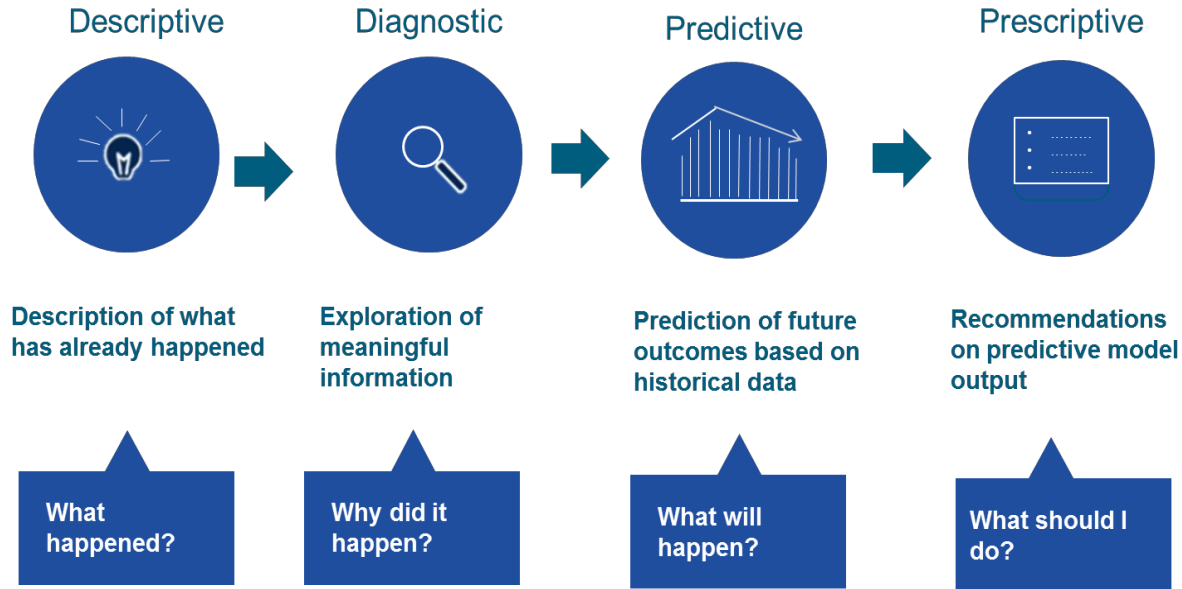 Descriptive
Diagnostic
Predictive
Prescriptive
Description of what
has already happened
Exploration of
meaningful
information
Prediction of future
outcomes based on
historical data
Recommendations
on predictive model
output
What
happened?
Why did it
happen?
What will
happen?
What should I
do?